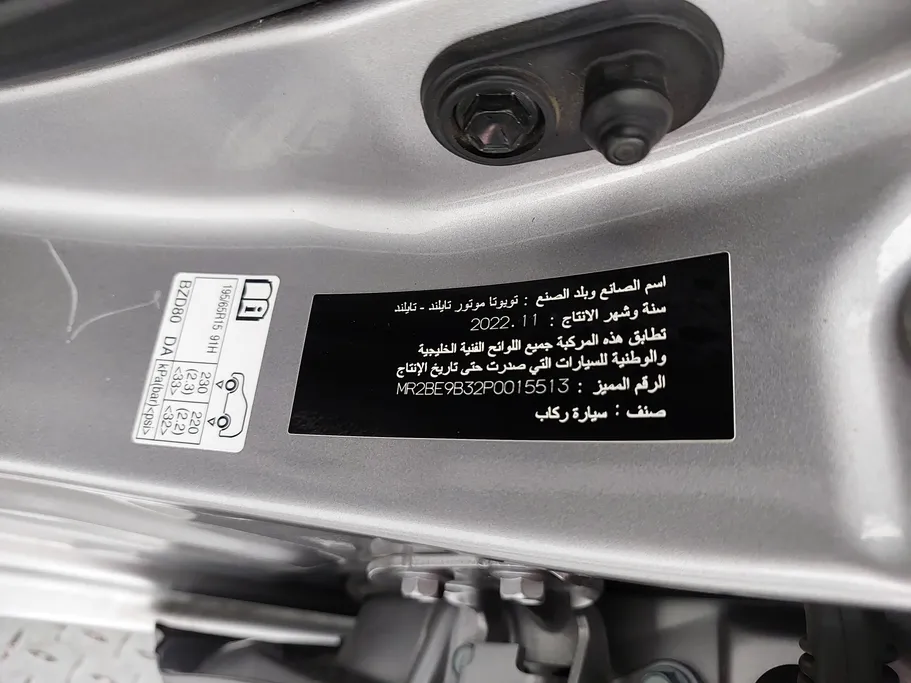 اسم الصانع وبلد الصنع : تويوتا موتور تايلند - تايلند
سنة وشهر الانتاج : 2022. 11
تطابق هذه المركبة جميع اللوائح الفنية الخليجية
والوطنية للسيارات التي صدرت حتى تاريخ الإنتاج
الرقم المميز : MR2BE9B32P0015513
صنف : سيارة ركاب
195/65R15 91H
230
(2.3)
<33>
220
(2.2)
<32>
kPa(bar)<psi>
BZD80 DA